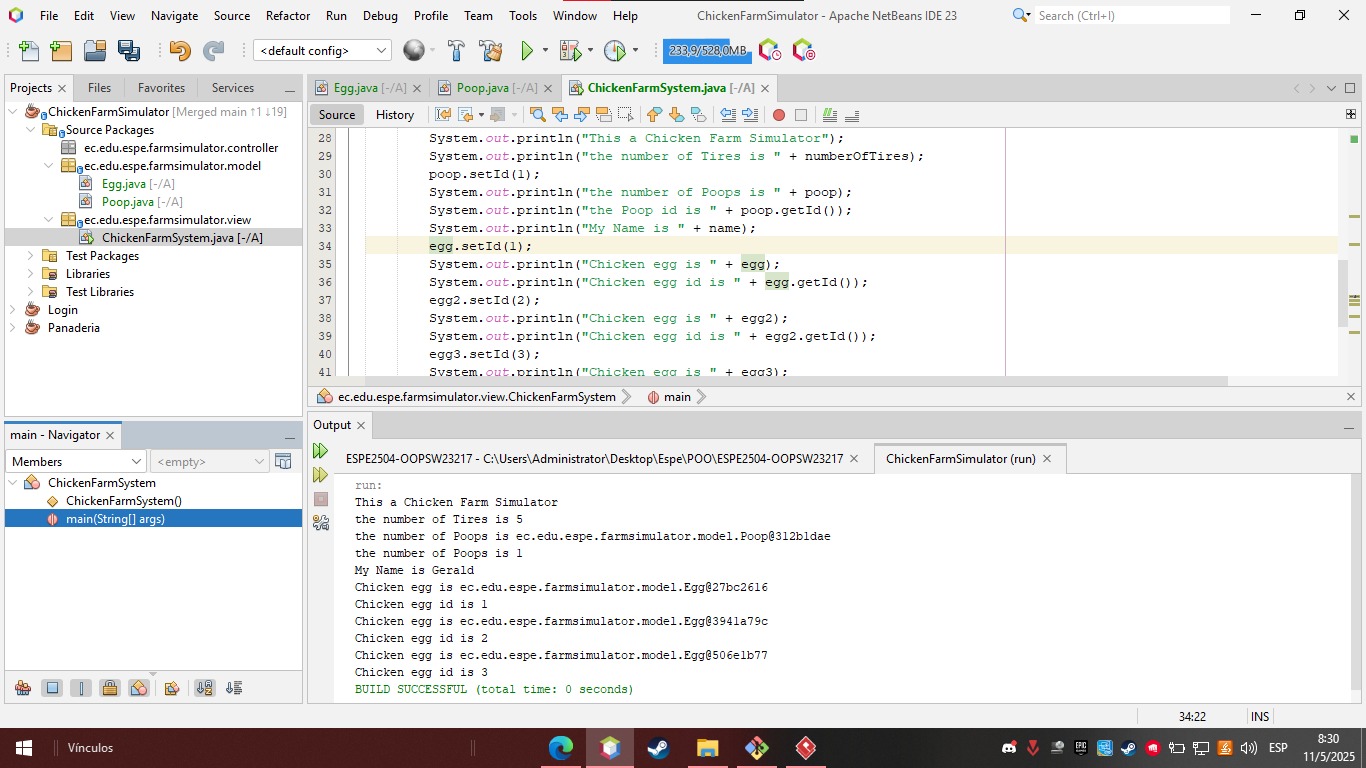 File Edit View Navigate Source Refactor Run Debug Profile Team Tools Window Help ChickenFarmSimulator - Apache NetBeans IDE 23 Search (Ctrl+I)
<default config> 233,9/528,0MB
Projects Files Favorites Services
Egg.java [-/A] Poop.java [-/A] ChickenFarmSystem.java [-/A]
Source History
ChickenFarmSimulator [Merged main ↑1 ↓19]
Source Packages
ec.edu.espe.farmsimulator.controller
ec.edu.espe.farmsimulator.model
Egg.java [-/A]
Poop.java [-/A]
ec.edu.espe.farmsimulator.view
ChickenFarmSystem.java [-/A]
Test Packages
Libraries
Test Libraries
Login
Panaderia
28 System.out.println("This a Chicken Farm Simulator");
29 System.out.println("the number of Tires is " + numberOfTires);
30 poop.setId(1);
31 System.out.println("the number of Poops is " + poop);
32 System.out.println("the Poop id is " + poop.getId());
33 System.out.println("My Name is " + name);
34 egg.setId(1);
35 System.out.println("Chicken egg is " + egg);
36 System.out.println("Chicken egg id is " + egg.getId());
37 egg2.setId(2);
38 System.out.println("Chicken egg is " + egg2);
39 System.out.println("Chicken egg id is " + egg2.getId());
40 egg3.setId(3);
41 System.out.println("Chicken egg is " + egg3);
ec.edu.espe.farmsimulator.view.ChickenFarmSystem main
main - Navigator
Members <empty>
ChickenFarmSystem
ChickenFarmSystem()
main(String[] args)
Output
ESPE2504-OOPSW23217 - C:\Users\Administrator\Desktop\Espe\POO\ESPE2504-OOPSW23217 ChickenFarmSimulator (run)
run:
This a Chicken Farm Simulator
the number of Tires is 5
the number of Poops is ec.edu.espe.farmsimulator.model.Poop@312b1dae
the number of Poops is 1
My Name is Gerald
Chicken egg is ec.edu.espe.farmsimulator.model.Egg@27bc2616
Chicken egg id is 1
Chicken egg is ec.edu.espe.farmsimulator.model.Egg@3941a79c
Chicken egg id is 2
Chicken egg is ec.edu.espe.farmsimulator.model.Egg@506e1b77
Chicken egg id is 3
BUILD SUCCESSFUL (total time: 0 seconds)
34:22 INS
Vínculos ESP 8:30
11/5/2025